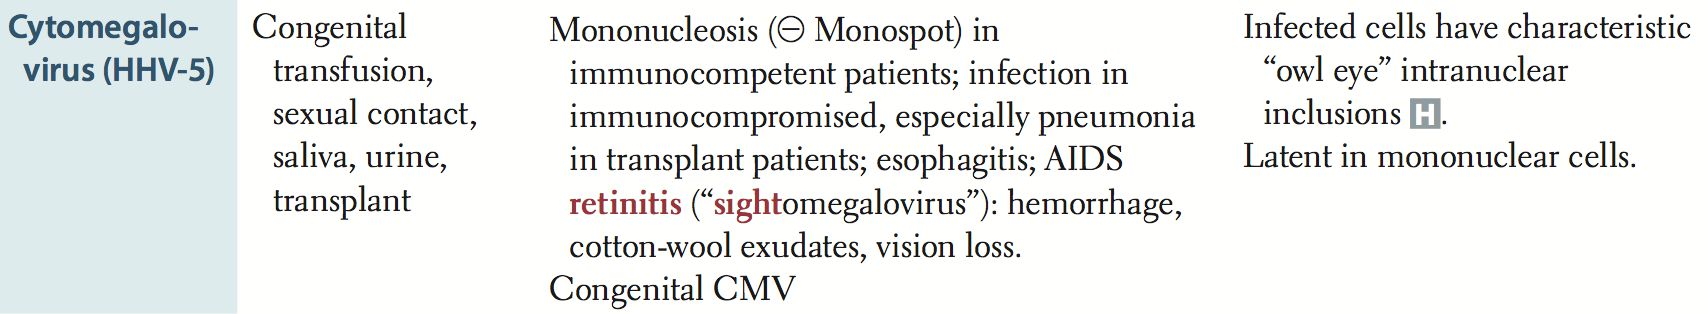 Cytomegalo-
virus (HHV-5)
Congenital
transfusion,
sexual contact,
saliva, urine,
transplant
Mononucleosis (⊖ Monospot) in
immunocompetent patients; infection in
immunocompromised, especially pneumonia
in transplant patients; esophagitis; AIDS
retinitis (“sightomegalovirus”): hemorrhage,
cotton-wool exudates, vision loss.
Congenital CMV
Infected cells have characteristic
“owl eye” intranuclear
inclusions H.
Latent in mononuclear cells.